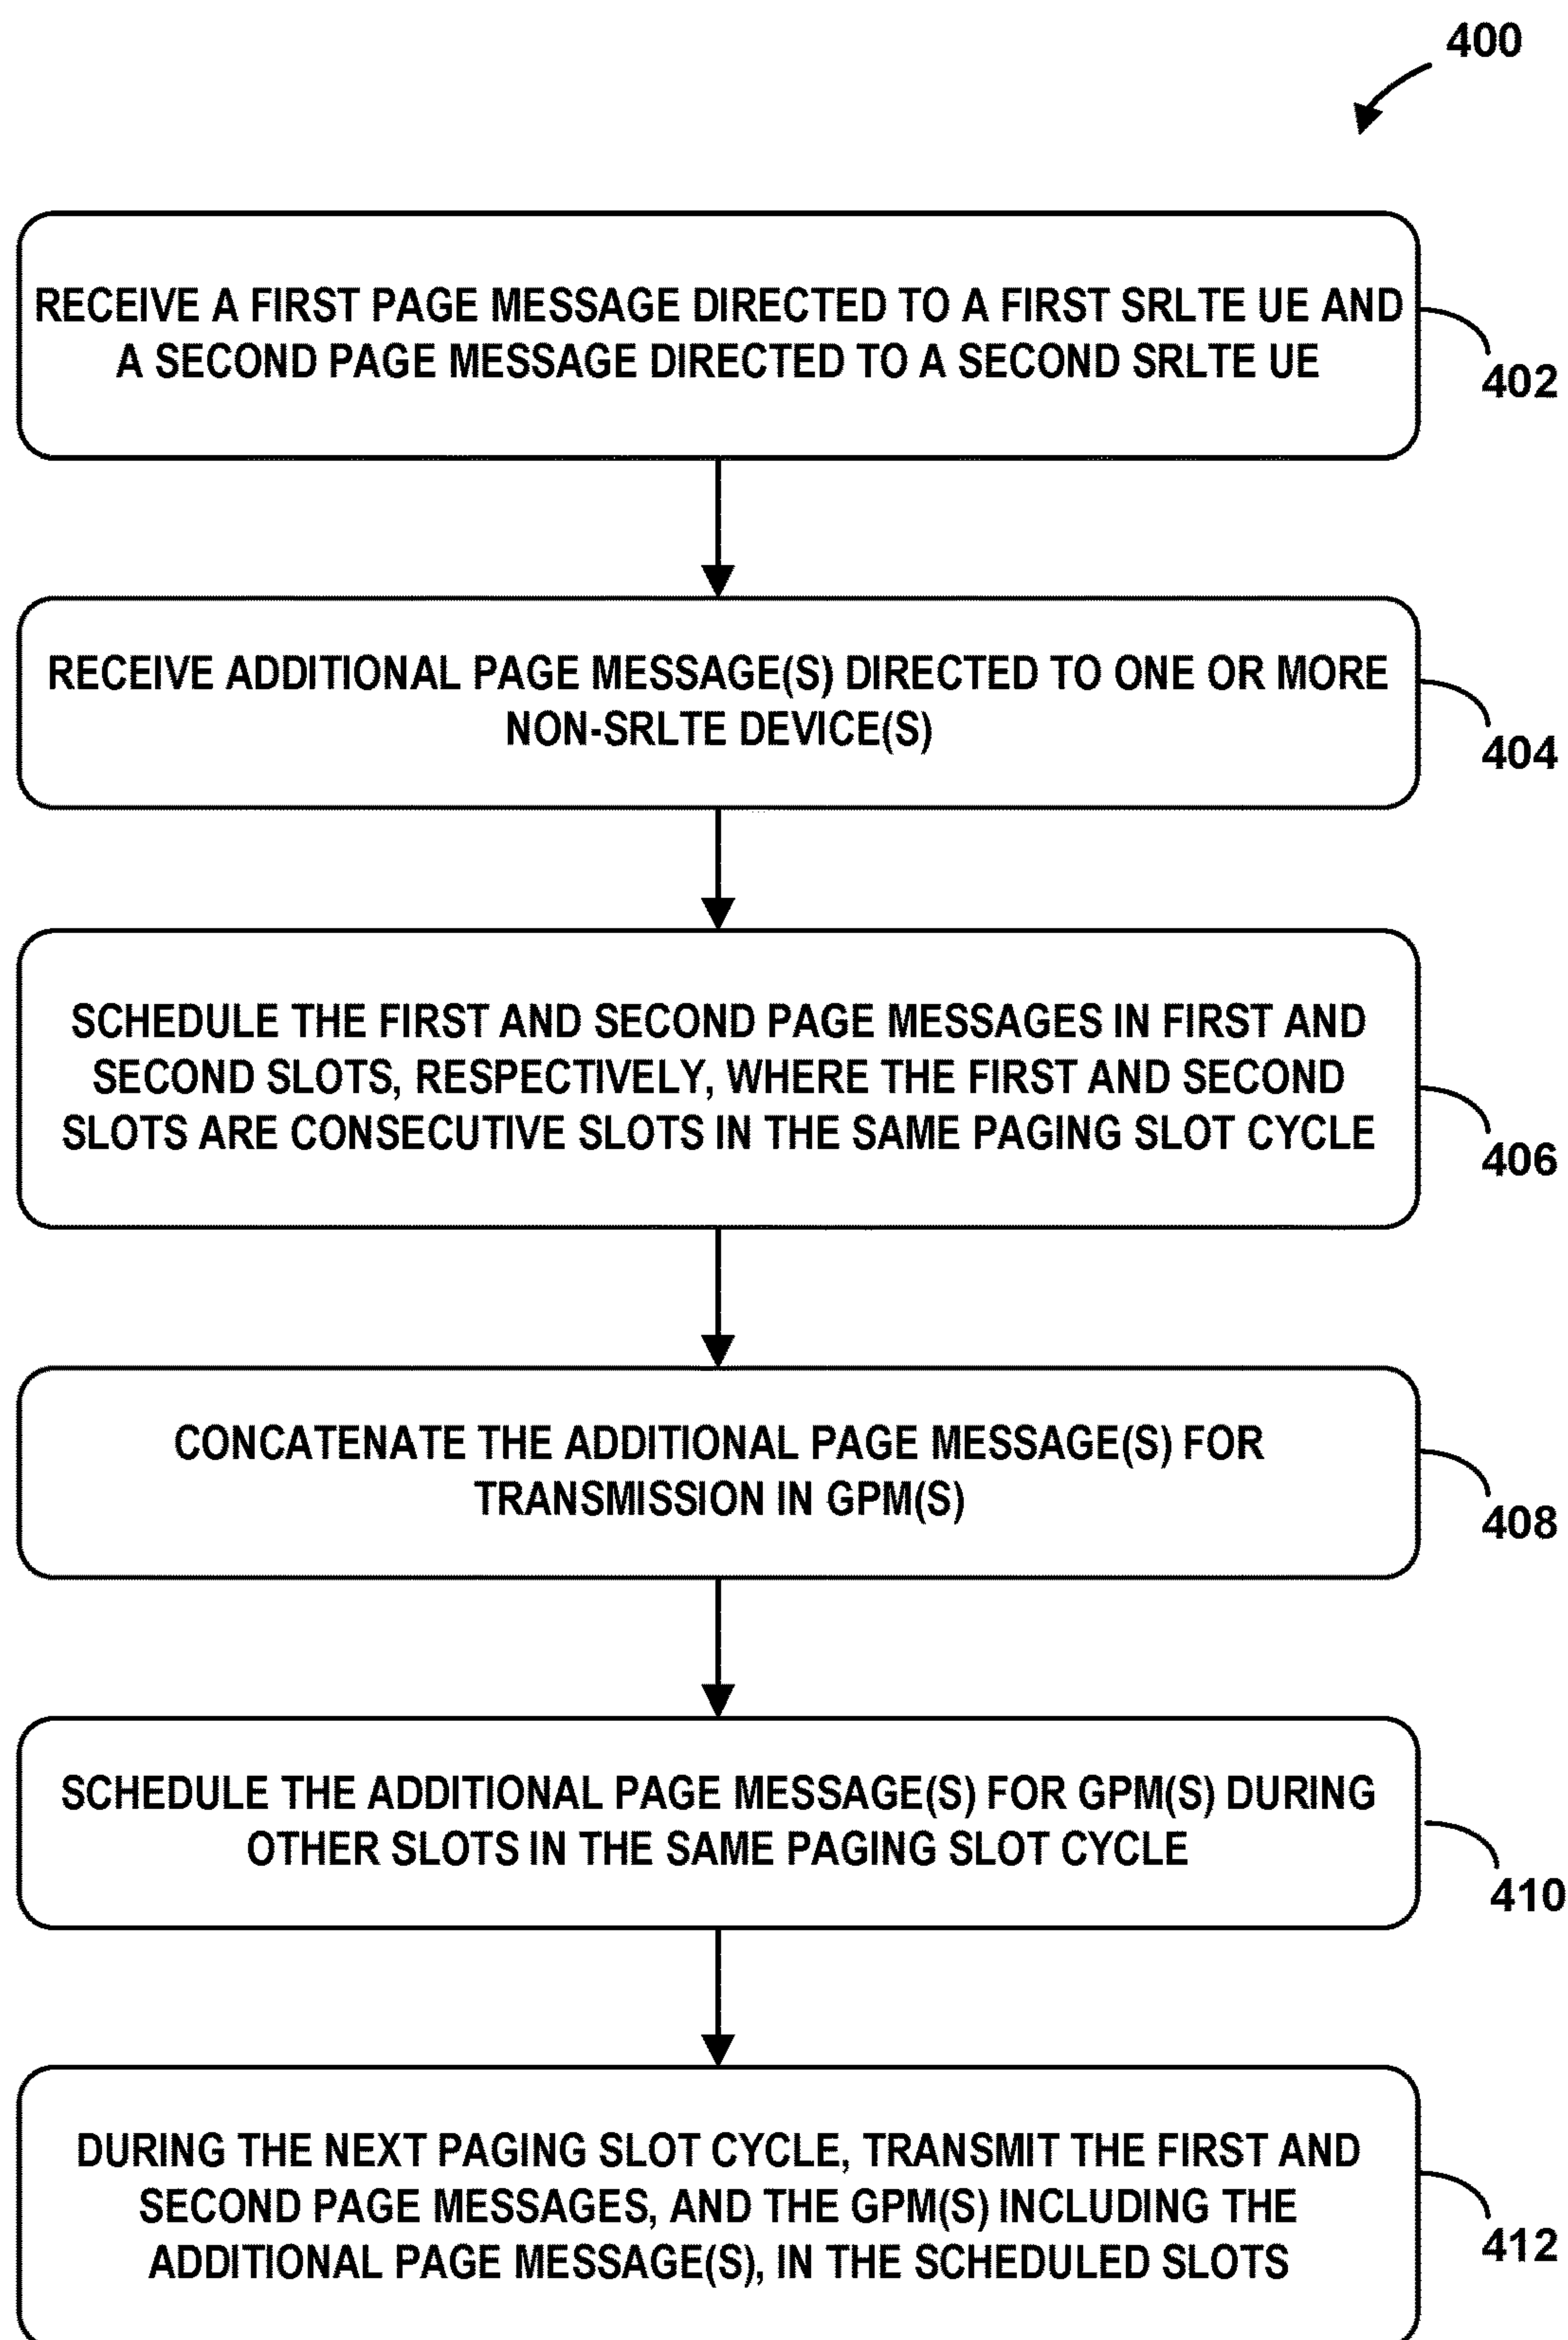 400
RECEIVE A FIRST PAGE MESSAGE DIRECTED TO A FIRST SRLTE UE AND
A SECOND PAGE MESSAGE DIRECTED TO A SECOND SRLTE UE
402
RECEIVE ADDITIONAL PAGE MESSAGE(S) DIRECTED TO ONE OR MORE
NON-SRLTE DEVICE(S)
404
SCHEDULE THE FIRST AND SECOND PAGE MESSAGES IN FIRST AND
SECOND SLOTS, RESPECTIVELY, WHERE THE FIRST AND SECOND
SLOTS ARE CONSECUTIVE SLOTS IN THE SAME PAGING SLOT CYCLE
406
CONCATENATE THE ADDITIONAL PAGE MESSAGE(S) FOR
TRANSMISSION IN GPM(S)
408
SCHEDULE THE ADDITIONAL PAGE MESSAGE(S) FOR GPM(S) DURING
OTHER SLOTS IN THE SAME PAGING SLOT CYCLE
410
DURING THE NEXT PAGING SLOT CYCLE, TRANSMIT THE FIRST AND
SECOND PAGE MESSAGES, AND THE GPM(S) INCLUDING THE
ADDITIONAL PAGE MESSAGE(S), IN THE SCHEDULED SLOTS
412